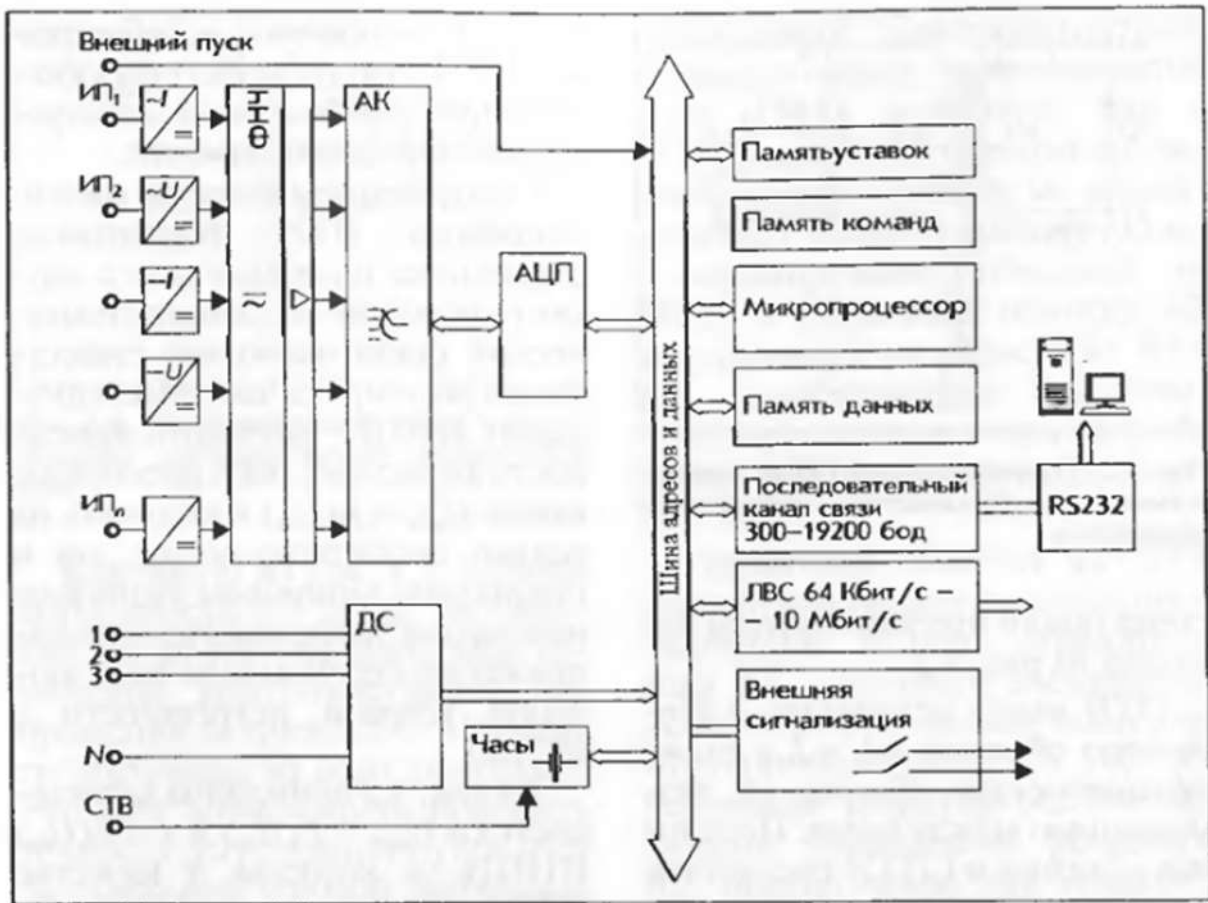 Внешний пуск
ИП1
~I
ФНЧ
АК
ИП2
~U
–I
–U
ИПn
АЦП
Шина адресов и данных
Память уставок
Память команд
Микропроцессор
Память данных
Последовательный
канал связи
300–19200 бод
RS232
ЛВС 64 Кбит/с –
– 10 Мбит/с
Внешняя
сигнализация
ДС
1
2
3
N
Часы
СТВ